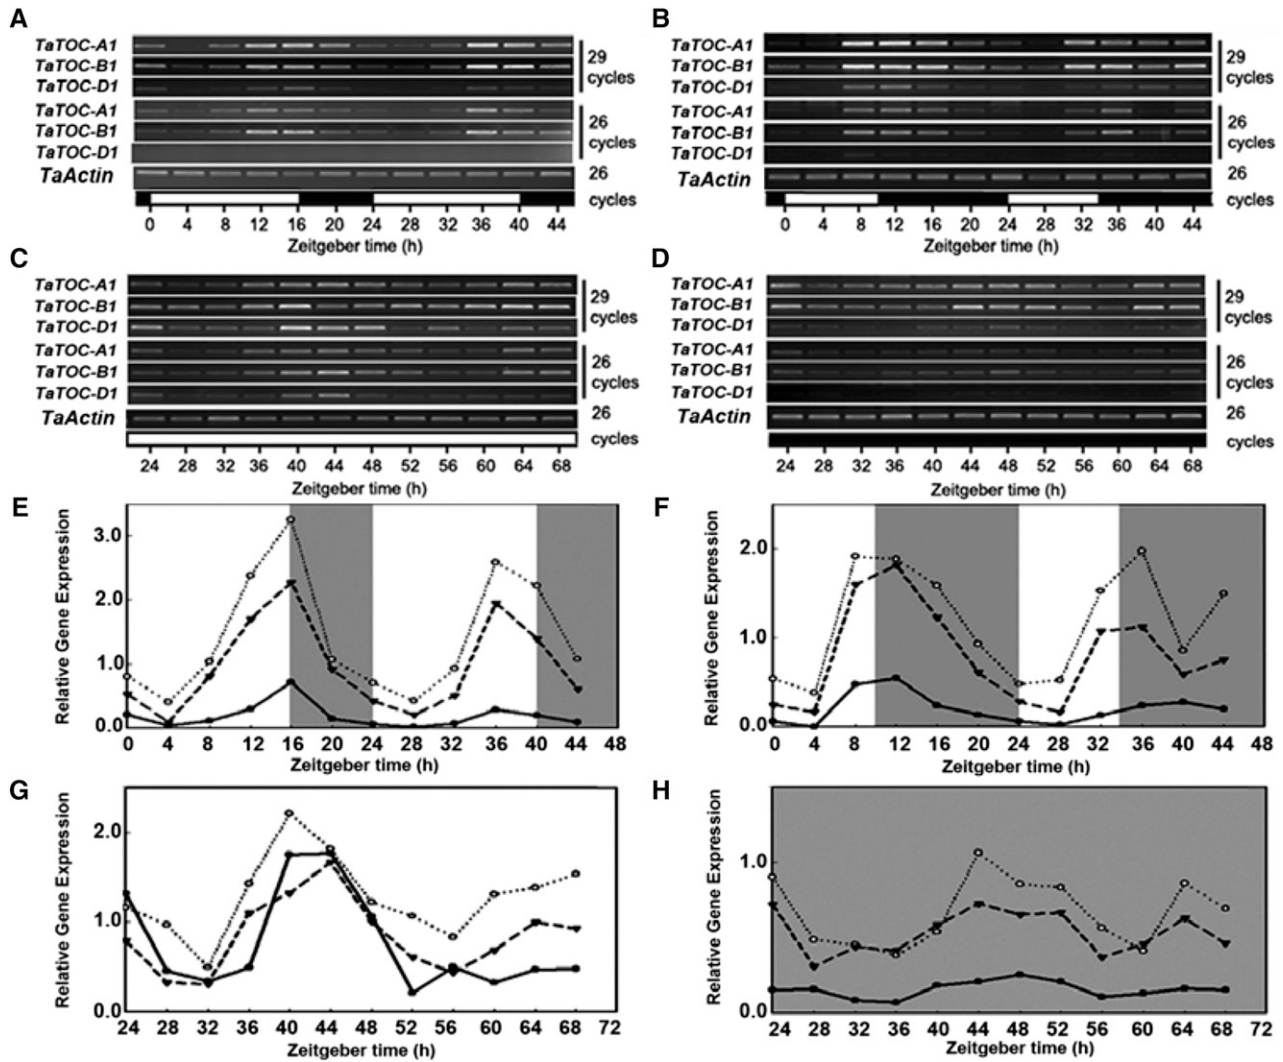 A
TaTOC-A1
TaTOC-B1
TaTOC-D1
29
cycles
TaTOC-A1
TaTOC-B1
TaTOC-D1
26
cycles
TaActin
26
cycles
0 4 8 12 16 20 24 28 32 36 40 44
Zeitgeber time (h)
B
TaTOC-A1
TaTOC-B1
TaTOC-D1
29
cycles
TaTOC-A1
TaTOC-B1
TaTOC-D1
26
cycles
TaActin
26
cycles
0 4 8 12 16 20 24 28 32 36 40 44
Zeitgeber time (h)
C
TaTOC-A1
TaTOC-B1
TaTOC-D1
29
cycles
TaTOC-A1
TaTOC-B1
TaTOC-D1
26
cycles
TaActin
26
cycles
24 28 32 36 40 44 48 52 56 60 64 68
Zeitgeber time (h)
D
TaTOC-A1
TaTOC-B1
TaTOC-D1
29
cycles
TaTOC-A1
TaTOC-B1
TaTOC-D1
26
cycles
TaActin
26
cycles
24 28 32 36 40 44 48 52 56 60 64 68
Zeitgeber time (h)
E
Relative Gene Expression
3.0
2.0
1.0
0.0
0 4 8 12 16 20 24 28 32 36 40 44 48
Zeitgeber time (h)
F
Relative Gene Expression
2.0
1.0
0.0
0 4 8 12 16 20 24 28 32 36 40 44 48
Zeitgeber time (h)
G
Relative Gene Expression
2.0
1.0
0.0
24 28 32 36 40 44 48 52 56 60 64 68 72
Zeitgeber time (h)
H
Relative Gene Expression
1.0
0.0
24 28 32 36 40 44 48 52 56 60 64 68 72
Zeitgeber time (h)